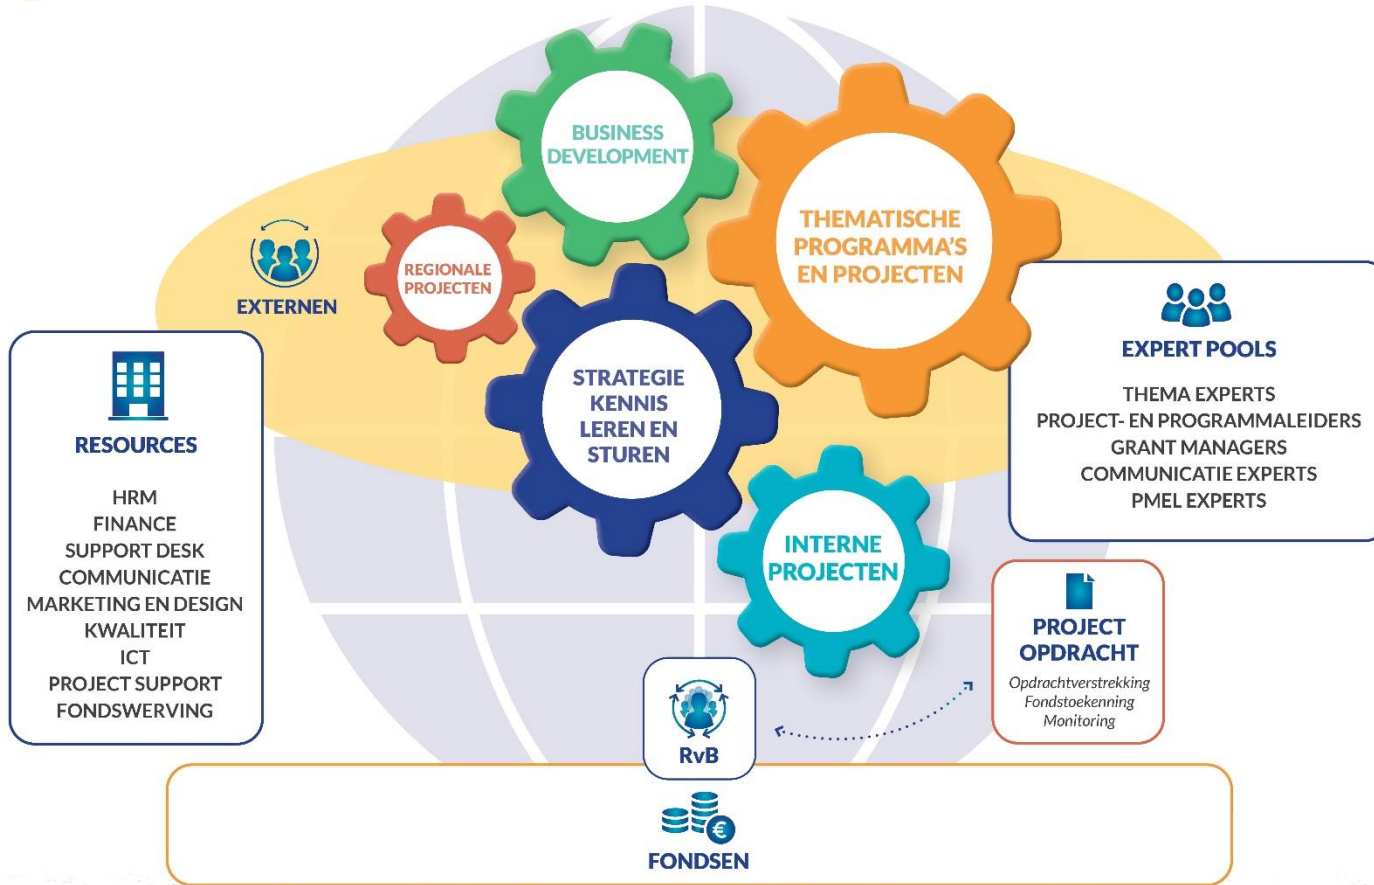 BUSINESS
DEVELOPMENT
THEMATISCHE
PROGRAMMA'S
EN PROJECTEN
REGIONALE
PROJECTEN
EXTERNEN
STRATEGIE
KENNIS
LEREN EN
STUREN
INTERNE
PROJECTEN
RESOURCES
HRM
FINANCE
SUPPORT DESK
COMMUNICATIE
MARKETING EN DESIGN
KWALITEIT
ICT
PROJECT SUPPORT
FONDSWERVING
EXPERT POOLS
THEMA EXPERTS
PROJECT- EN PROGRAMMALEIDERS
GRANT MANAGERS
COMMUNICATIE EXPERTS
PMEL EXPERTS
PROJECT
OPDRACHT
Opdrachtverstrekking
Fondstoekenning
Monitoring
RvB
€
FONDSEN